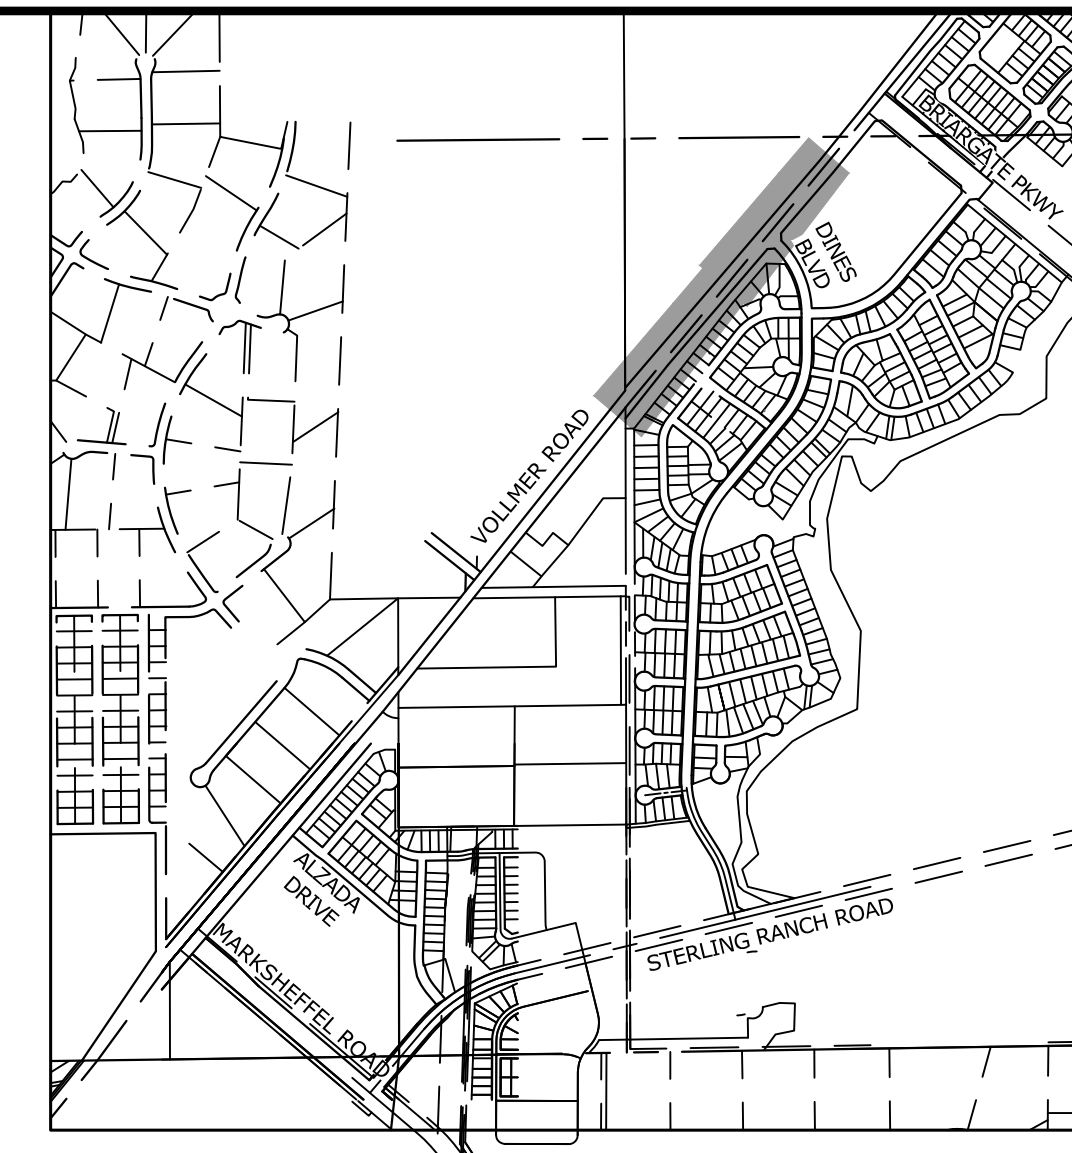 BRIARGATE PKWY
DINES
BLVD
VOLLMER ROAD
ALZADA
DRIVE
STERLING RANCH ROAD
MARKSHEFFEL ROAD